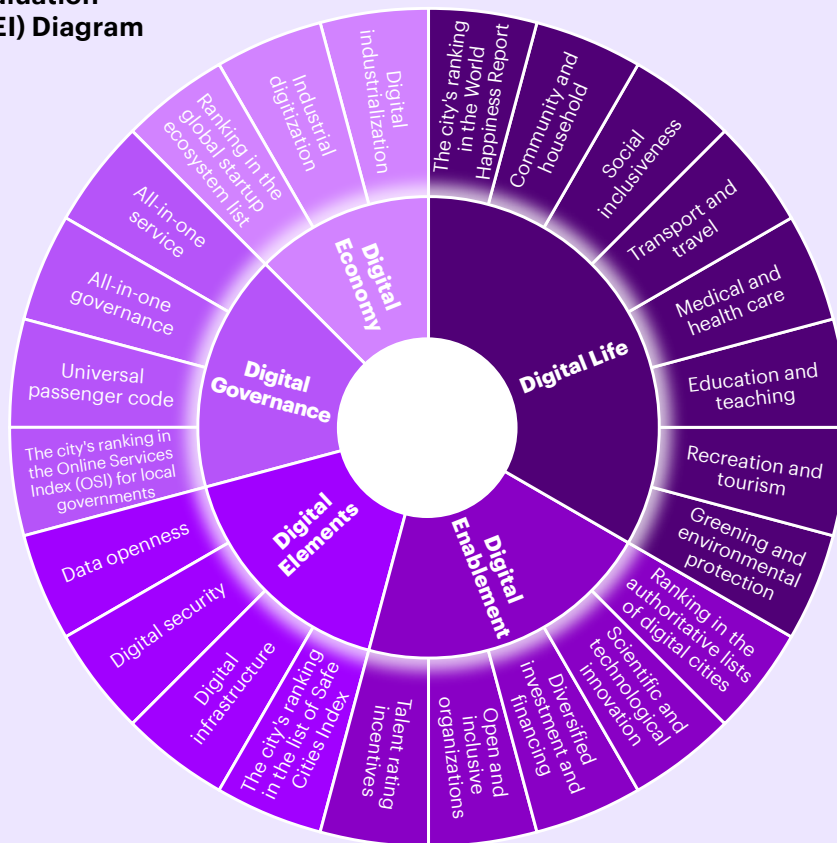 EI) Diagram
The city's ranking
in the World
Happiness Report
Community and
household
Social
inclusiveness
Transport and
travel
Medical and
health care
Education and
teaching
Recreation and
tourism
Greening and
environmental
protection
Ranking in the
authoritative lists
of digital cities
Scientific and
technological
innovation
Diversified
investment and
financing
Open and
inclusive
organizations
Talent rating
incentives
The city's ranking
in the list of Safe
Cities Index
Digital
infrastructure
Digital security
Data openness
The city's ranking in
the Online Services
Index (OSI) for local
governments
Universal
passenger code
All-in-one
governance
All-in-one
service
Ranking in the
global startup
ecosystem list
Industrial
digitization
Digital
industrialization
Digital Life
Digital
Enablement
Digital
Elements
Digital
Governance
Digital
Economy